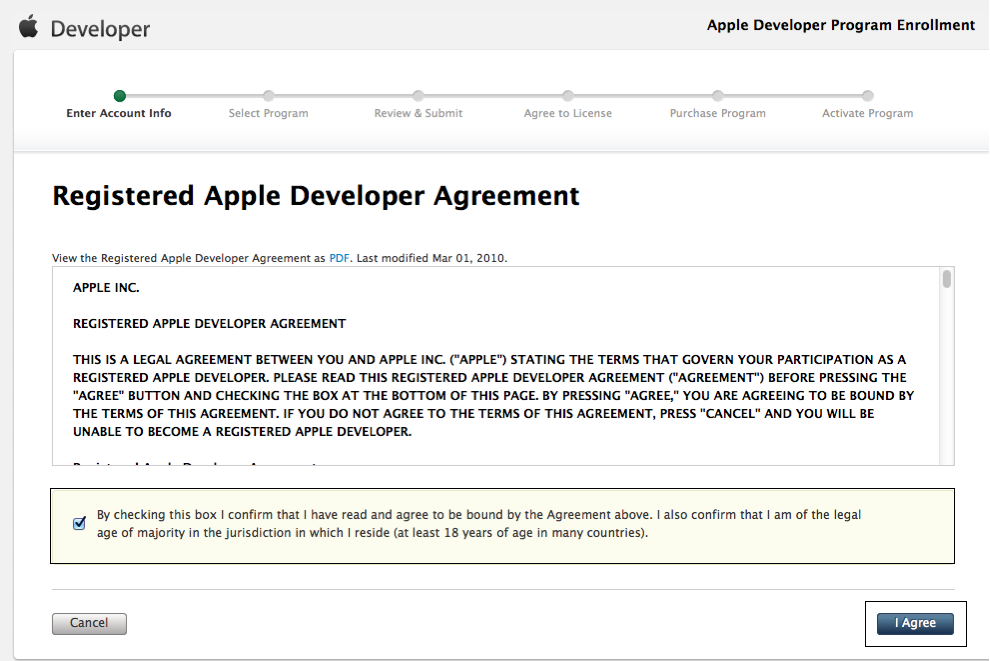 Developer
Apple Developer Program Enrollment
Enter Account Info
Select Program
Review & Submit
Agree to License
Purchase Program
Activate Program
Registered Apple Developer Agreement
View the Registered Apple Developer Agreement as PDF. Last modified Mar 01, 2010.
APPLE INC.
REGISTERED APPLE DEVELOPER AGREEMENT
THIS IS A LEGAL AGREEMENT BETWEEN YOU AND APPLE INC. ("APPLE") STATING THE TERMS THAT GOVERN YOUR PARTICIPATION AS A
REGISTERED APPLE DEVELOPER. PLEASE READ THIS REGISTERED APPLE DEVELOPER AGREEMENT ("AGREEMENT") BEFORE PRESSING THE
"AGREE" BUTTON AND CHECKING THE BOX AT THE BOTTOM OF THIS PAGE. BY PRESSING "AGREE," YOU ARE AGREEING TO BE BOUND BY
THE TERMS OF THIS AGREEMENT. IF YOU DO NOT AGREE TO THE TERMS OF THIS AGREEMENT, PRESS "CANCEL" AND YOU WILL BE
UNABLE TO BECOME A REGISTERED APPLE DEVELOPER.
By checking this box I confirm that I have read and agree to be bound by the Agreement above. I also confirm that I am of the legal
age of majority in the jurisdiction in which I reside (at least 18 years of age in many countries).
Cancel
I Agree